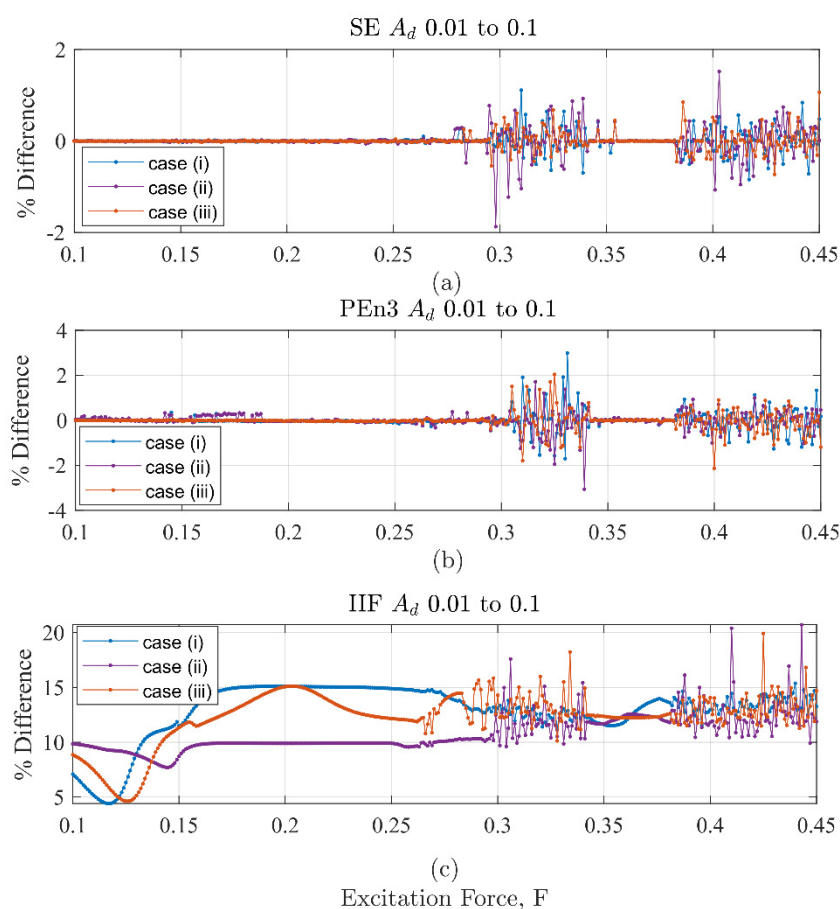 SE A_d 0.01 to 0.1
% Difference
2
0
-2
case (i)
case (ii)
case (iii)
0.1 0.15 0.2 0.25 0.3 0.35 0.4 0.45
(a)
PEn3 A_d 0.01 to 0.1
% Difference
4
2
0
-2
-4
case (i)
case (ii)
case (iii)
0.1 0.15 0.2 0.25 0.3 0.35 0.4 0.45
(b)
IIF A_d 0.01 to 0.1
% Difference
20
15
10
5
case (i)
case (ii)
case (iii)
0.1 0.15 0.2 0.25 0.3 0.35 0.4 0.45
(c)
Excitation Force, F